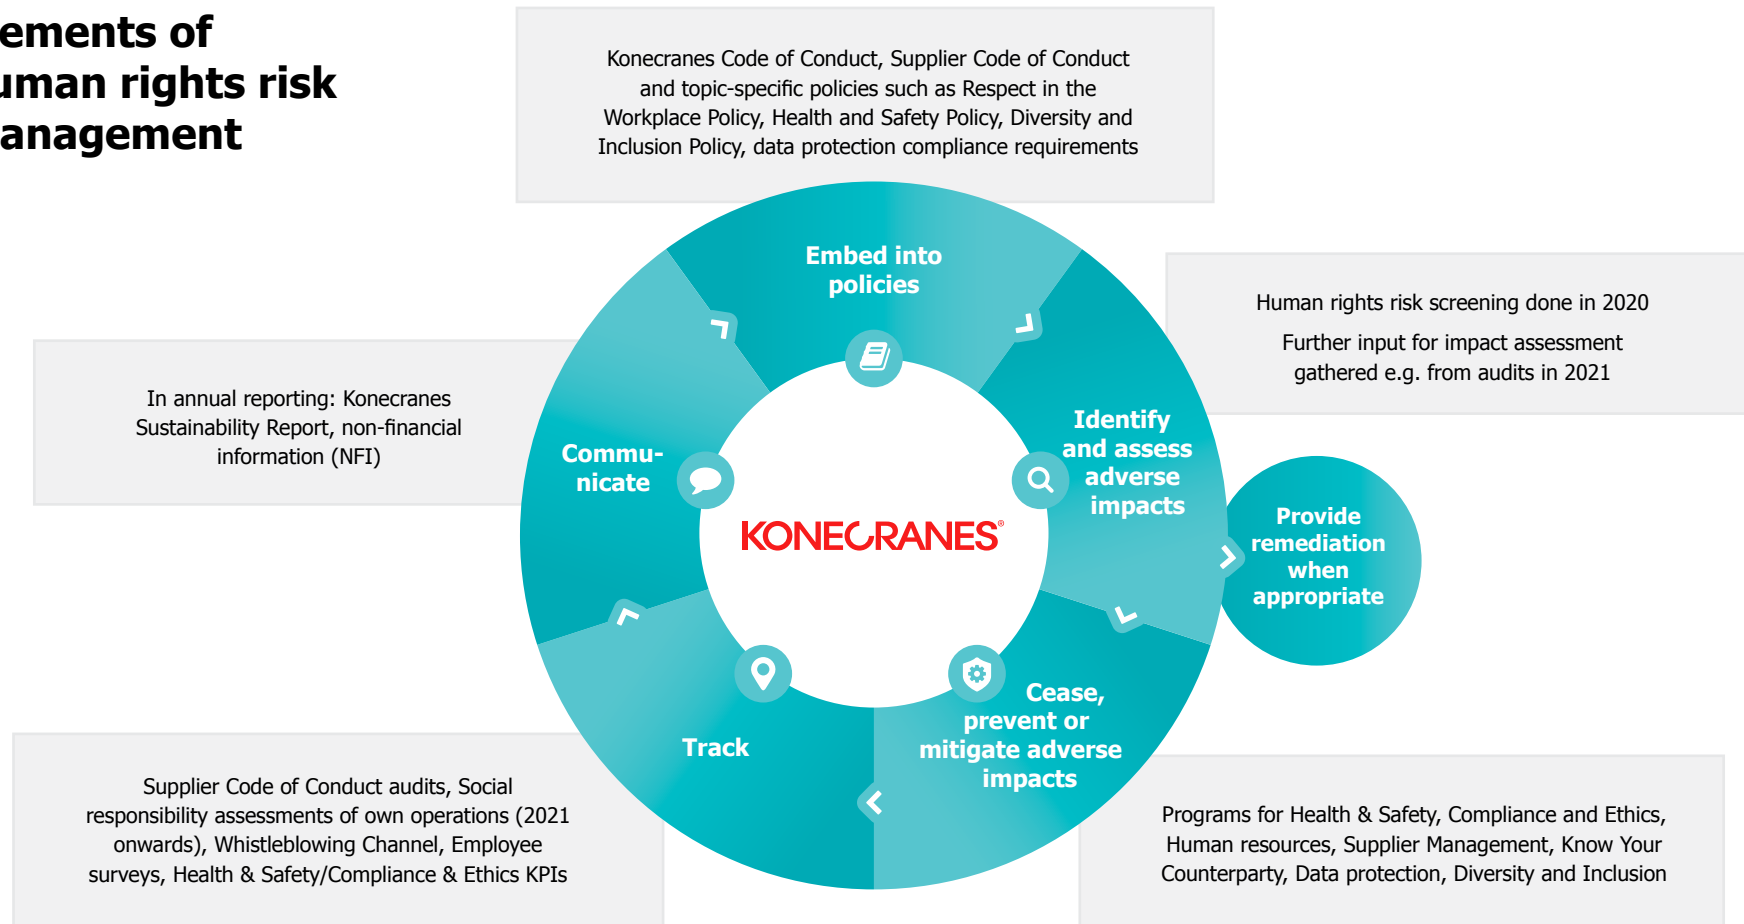 ements of
uman rights risk
anagement
Konecranes Code of Conduct, Supplier Code of Conduct
and topic-specific policies such as Respect in the
Workplace Policy, Health and Safety Policy, Diversity and
Inclusion Policy, data protection compliance requirements
Embed into
policies
Human rights risk screening done in 2020
Further input for impact assessment
gathered e.g. from audits in 2021
Identify
and assess
adverse
impacts
Provide
remediation
when
appropriate
In annual reporting: Konecranes
Sustainability Report, non-financial
information (NFI)
Commu-
nicate
KONECRANES®
Cease,
prevent or
mitigate adverse
impacts
Track
Supplier Code of Conduct audits, Social
responsibility assessments of own operations (2021
onwards), Whistleblowing Channel, Employee
surveys, Health & Safety/Compliance & Ethics KPIs
Programs for Health & Safety, Compliance and Ethics,
Human resources, Supplier Management, Know Your
Counterparty, Data protection, Diversity and Inclusion